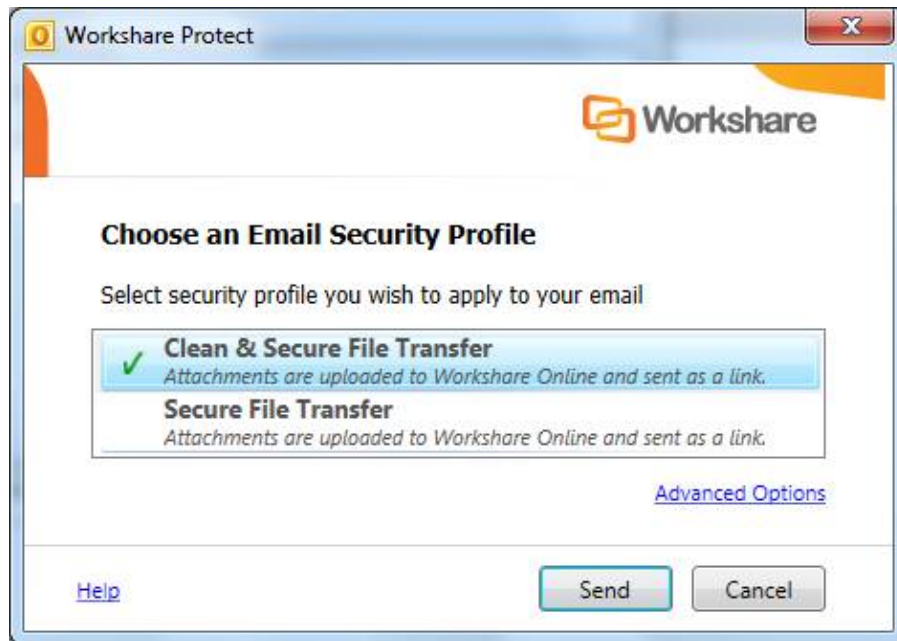 Workshare Protect
Workshare
Choose an Email Security Profile
Select security profile you wish to apply to your email
Clean & Secure File Transfer
Attachments are uploaded to Workshare Online and sent as a link.
Secure File Transfer
Attachments are uploaded to Workshare Online and sent as a link.
Advanced Options
Help
Send
Cancel